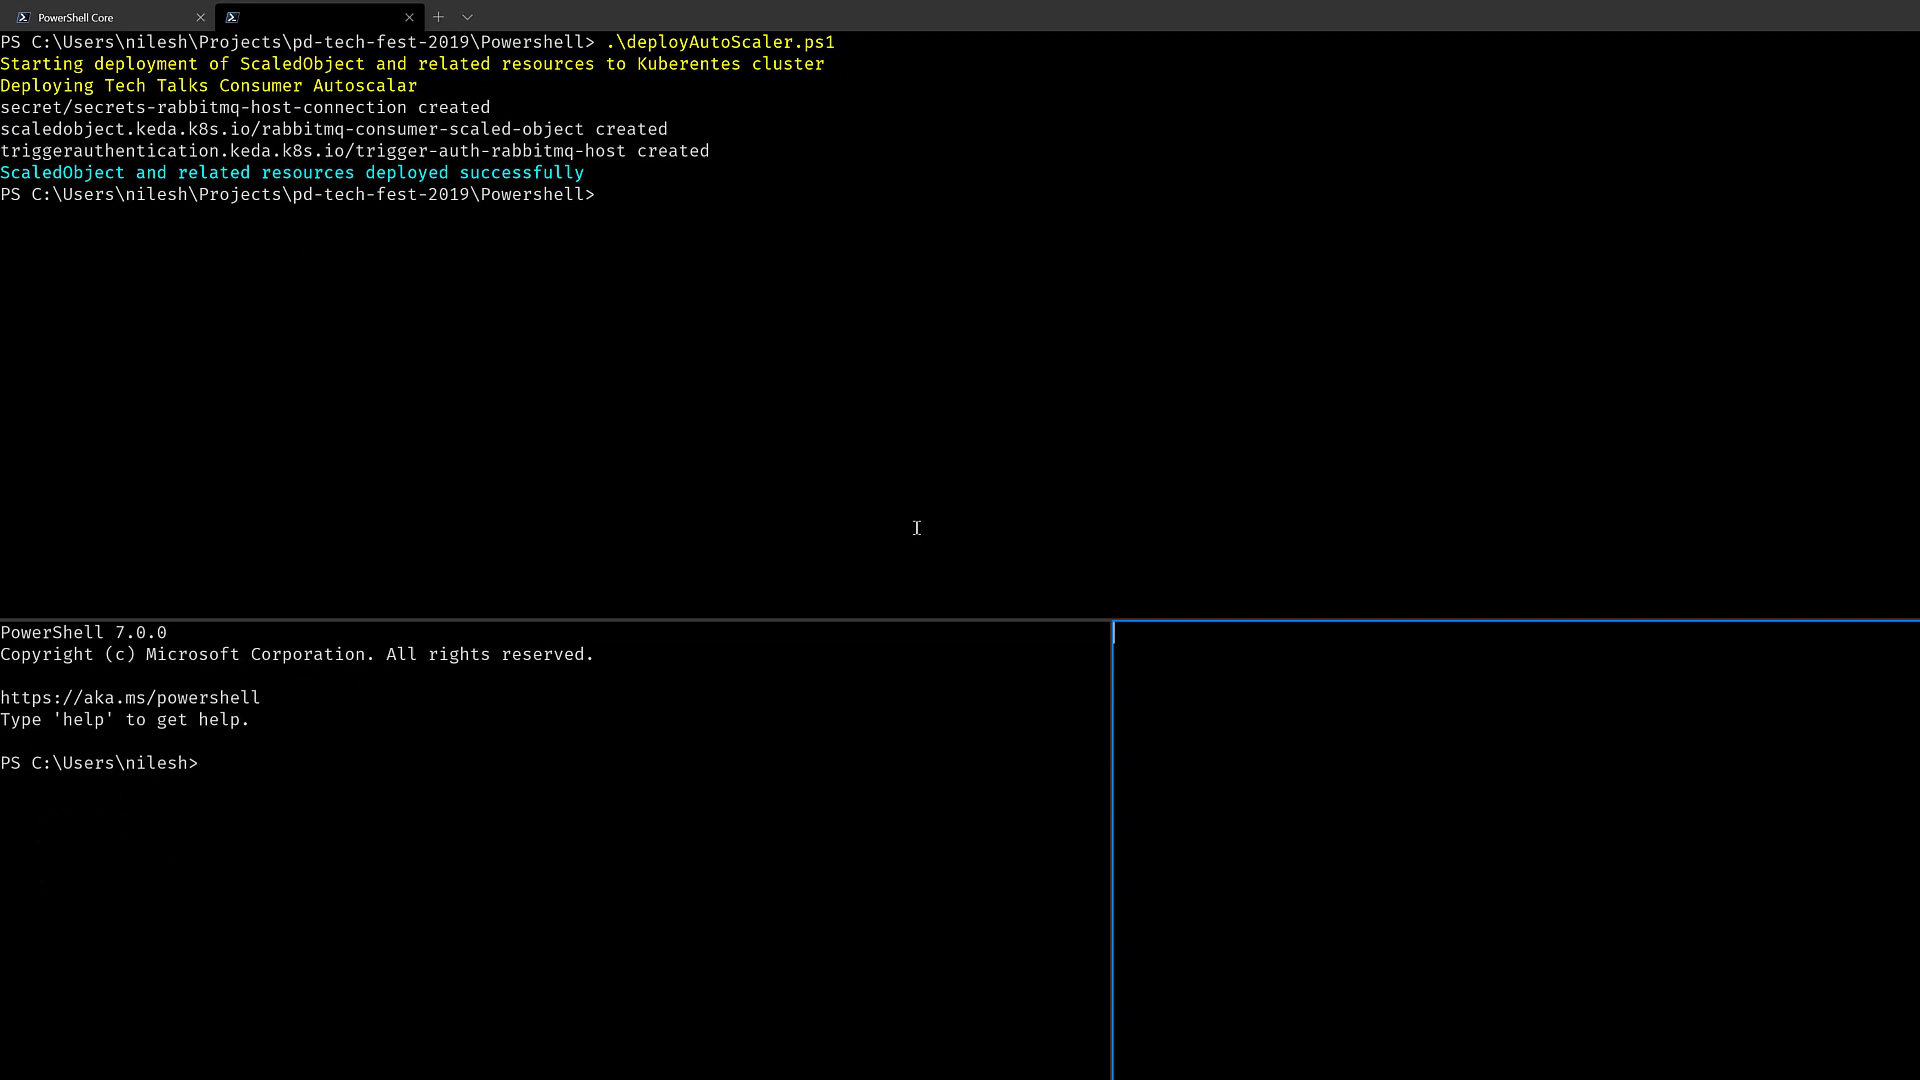 PowerShell Core
PS C:\Users\nilesh\Projects\pd-tech-fest-2019\Powershell> .\deployAutoScaler.ps1
Starting deployment of ScaledObject and related resources to Kuberentes cluster
Deploying Tech Talks Consumer Autoscalar
secret/secrets-rabbitmq-host-connection created
scaledobject.keda.k8s.io/rabbitmq-consumer-scaled-object created
triggerauthentication.keda.k8s.io/trigger-auth-rabbitmq-host created
ScaledObject and related resources deployed successfully
PS C:\Users\nilesh\Projects\pd-tech-fest-2019\Powershell>
PowerShell 7.0.0
Copyright (c) Microsoft Corporation. All rights reserved.
https://aka.ms/powershell
Type 'help' to get help.
PS C:\Users\nilesh>